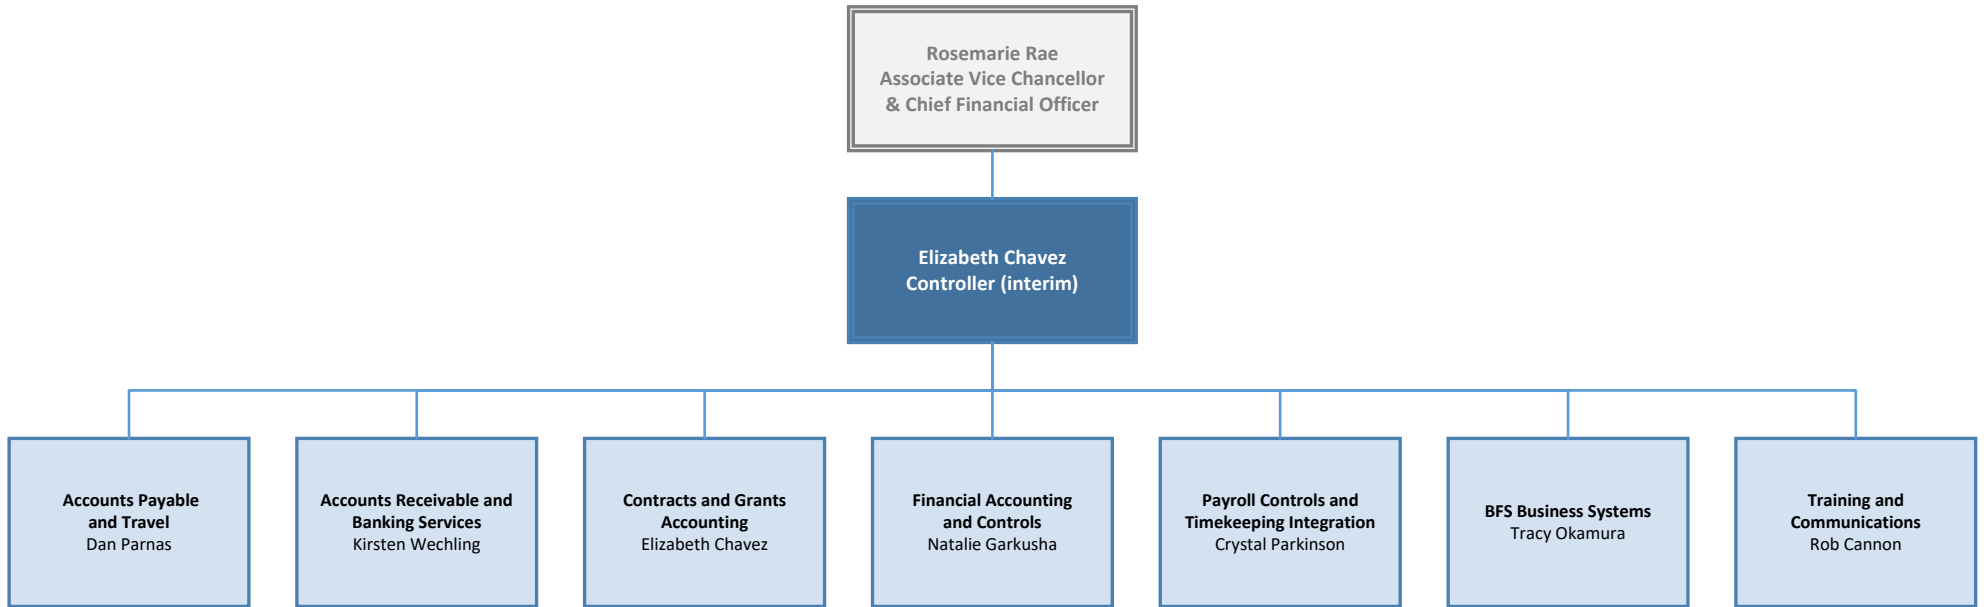 Rosemarie Rae
Associate Vice Chancellor
& Chief Financial Officer
Elizabeth Chavez
Controller (interim)
Accounts Payable
and Travel
Dan Parnas
Accounts Receivable and
Banking Services
Kirsten Wechling
Contracts and Grants
Accounting
Elizabeth Chavez
Financial Accounting
and Controls
Natalie Garkusha
Payroll Controls and
Timekeeping Integration
Crystal Parkinson
BFS Business Systems
Tracy Okamura
Training and
Communications
Rob Cannon